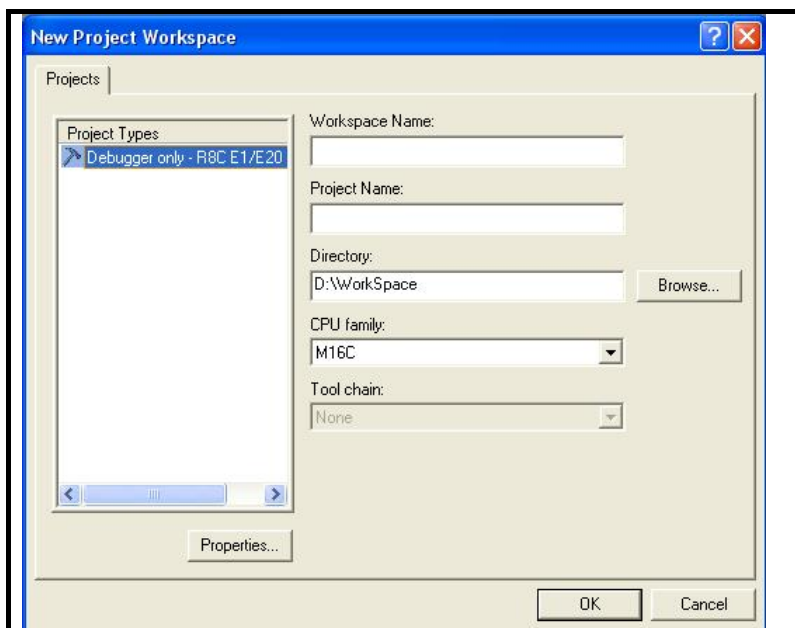 New Project Workspace
Projects
Project Types
Debugger only - R8C E1/E20
Workspace Name:
Project Name:
Directory:
D:\WorkSpace
Browse...
CPU family:
M16C
Tool chain:
None
Properties...
OK
Cancel